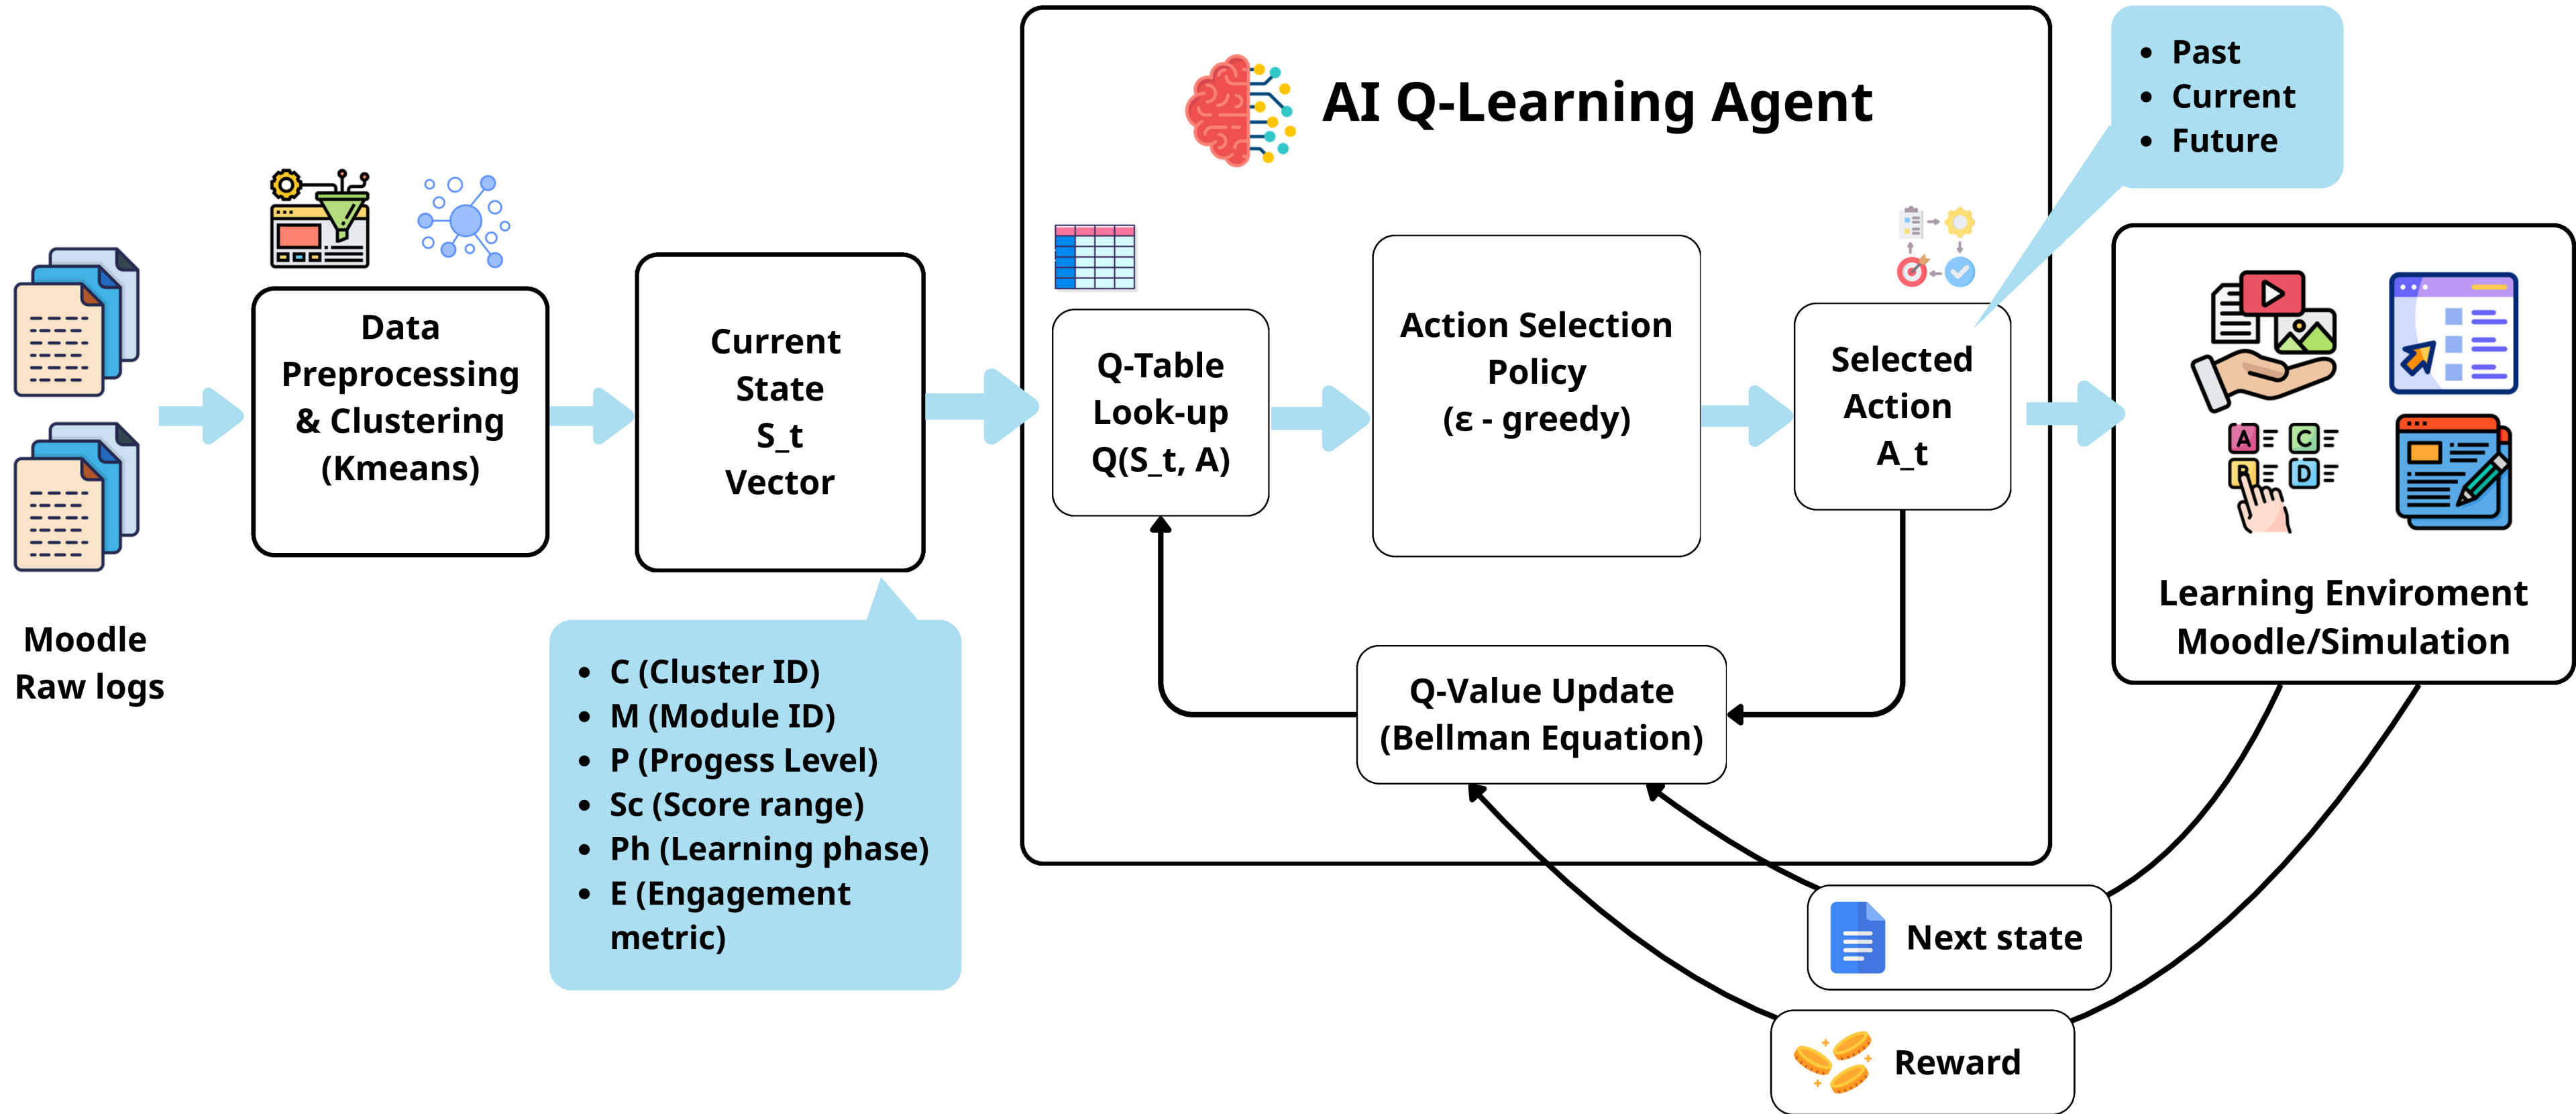 Moodle
Raw logs
Data
Preprocessing
& Clustering
(Kmeans)
Current
State
S_t
Vector
• C (Cluster ID)
• M (Module ID)
• P (Progess Level)
• Sc (Score range)
• Ph (Learning phase)
• E (Engagement
metric)
AI Q-Learning Agent
Q-Table
Look-up
Q(S_t, A)
Action Selection
Policy
(ε - greedy)
Selected
Action
A_t
• Past
• Current
• Future
Q-Value Update
(Bellman Equation)
A
C
B
D
Learning Enviroment
Moodle/Simulation
Next state
Reward